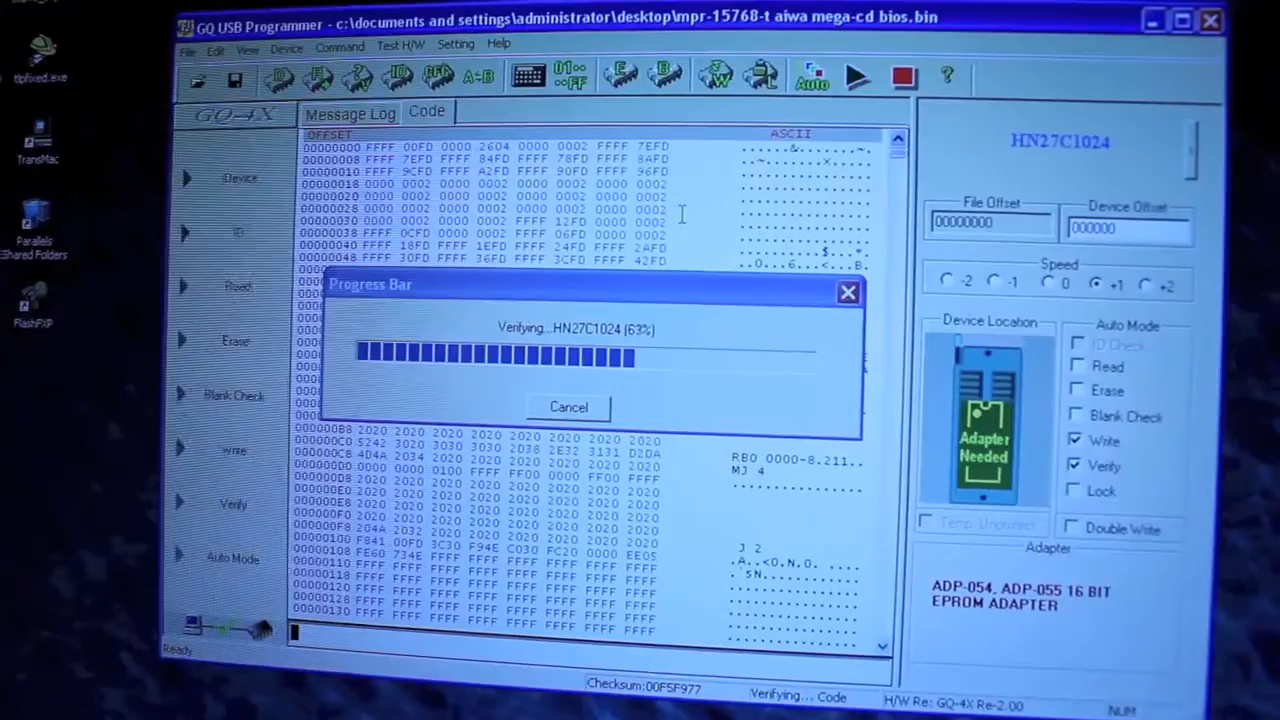 GQ USB Programmer - c:\documents and settings\administrator\desktop\mpr-15768-t aiwa mega-cd bios.bin
File Edit View Device Command Test H/W Setting Help
Auto
GQ-4X
Message Log
Code
OFFSET ASCII
00000000 FFFF 00FD 0000 2604 0000 0002 FFFF 7EFD
00000008 FFFF 7EFD FFFF 84FD FFFF 78FD FFFF 8AFD
00000010 FFFF 9CFD FFFF A2FD FFFF 90FD FFFF 96FD
00000018 0000 0002 0000 0002 0000 0002 0000 0002
00000020 0000 0002 0000 0002 0000 0002 0000 0002
00000028 0000 0002 0000 0002 0000 0002 0000 0002
00000030 0000 0002 0000 0002 FFFF 12FD 0000 0002
00000038 FFFF 0CFD 0000 0002 FFFF 06FD 0000 0002
00000040 FFFF 18FD FFFF 1EFD FFFF 24FD FFFF 2AFD
00000048 FFFF 30FD FFFF 36FD FFFF 3CFD FFFF 42FD
Progress Bar
Verifying...HN27C1024 (63%)
Cancel
000000B8 2020 2020 2020 2020 2020 2020 2020 2020
000000C0 5242 3020 3030 3030 2D38 2E32 3131 D2DA
000000C8 4D4A 2034 2020 2020 2020 2020 2020 2020
000000D0 0000 0000 0100 FFFF FF00 0000 FF00 FFFF
000000D8 2020 2020 2020 2020 2020 2020 2020 2020
000000E0 2020 2020 2020 2020 2020 2020 2020 2020
000000E8 2020 2020 2020 2020 2020 2020 2020 2020
000000F0 2020 2020 2020 2020 2020 2020 2020 2020
000000F8 204A 2032 2020 2020 2020 2020 2020 2020
00000100 F841 00FD 3C30 F94E C030 FC20 0000 EE05
00000108 FE60 734E FFFF FFFF FFFF FFFF FFFF FFFF
00000110 FFFF FFFF FFFF FFFF FFFF FFFF FFFF FFFF
00000118 FFFF FFFF FFFF FFFF FFFF FFFF FFFF FFFF
00000120 FFFF FFFF FFFF FFFF FFFF FFFF FFFF FFFF
00000128 FFFF FFFF FFFF FFFF FFFF FFFF FFFF FFFF
00000130 FFFF FFFF FFFF FFFF FFFF FFFF FFFF FFFF
RB0 0000-8.211..
MJ 4
J 2
.A..<O.N.O. ....
.`sN............
Device
ID
Read
Erase
Blank Check
Write
Verify
Auto Mode
Ready
Checksum:00F5F977
Verifying... Code
H/W Re: GQ-4X Re-2.00
NUM
HN27C1024
File Offset
00000000
Device Offset
000000
Speed
-2 -1 0 +1 +2
Device Location
Adapter
Needed
Auto Mode
ID Check
Read
Erase
Blank Check
Write
Verify
Lock
Temp Unprotect
Double Write
Adapter
ADP-054, ADP-055 16 BIT
EPROM ADAPTER
tlpfixed.exe
TransMac
Parallels
Shared Folders
FlashFXP